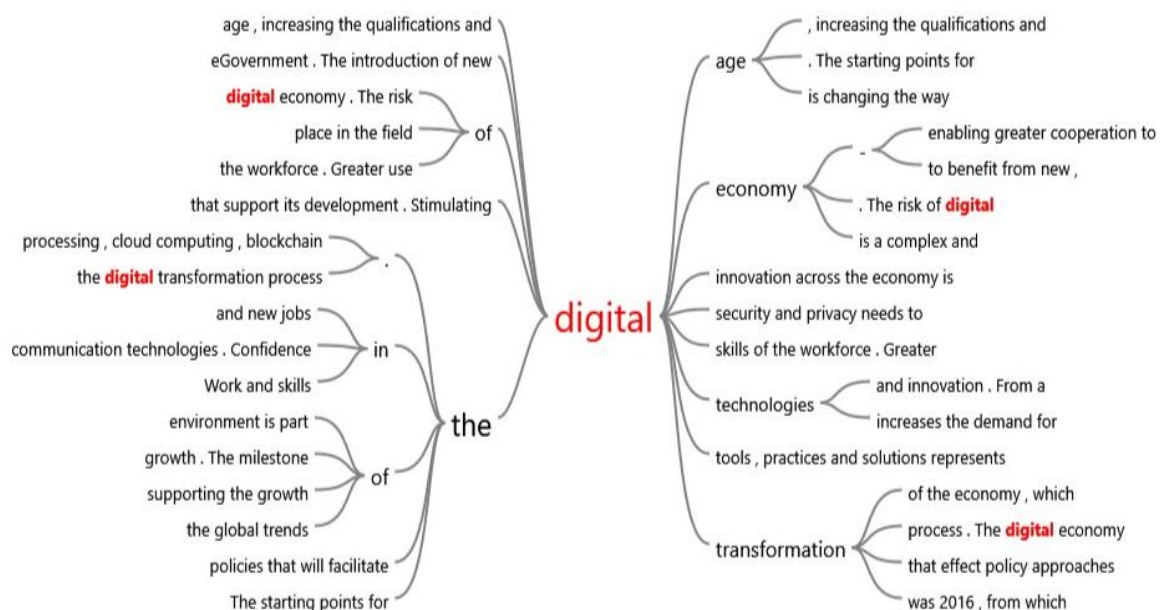 age , increasing the qualifications and
eGovernment . The introduction of new
digital economy . The risk
place in the field
the workforce . Greater use
of
that support its development . Stimulating
processing , cloud computing , blockchain
the digital transformation process
.
and new jobs
communication technologies . Confidence
Work and skills
in
environment is part
growth . The milestone
supporting the growth
the global trends
of
policies that will facilitate
The starting points for
the
digital
age
, increasing the qualifications and
. The starting points for
is changing the way
economy
-
enabling greater cooperation to
to benefit from new ,
. The risk of digital
is a complex and
innovation across the economy is
security and privacy needs to
skills of the workforce . Greater
technologies
and innovation . From a
increases the demand for
tools , practices and solutions represents
transformation
of the economy , which
process . The digital economy
that effect policy approaches
was 2016 , from which